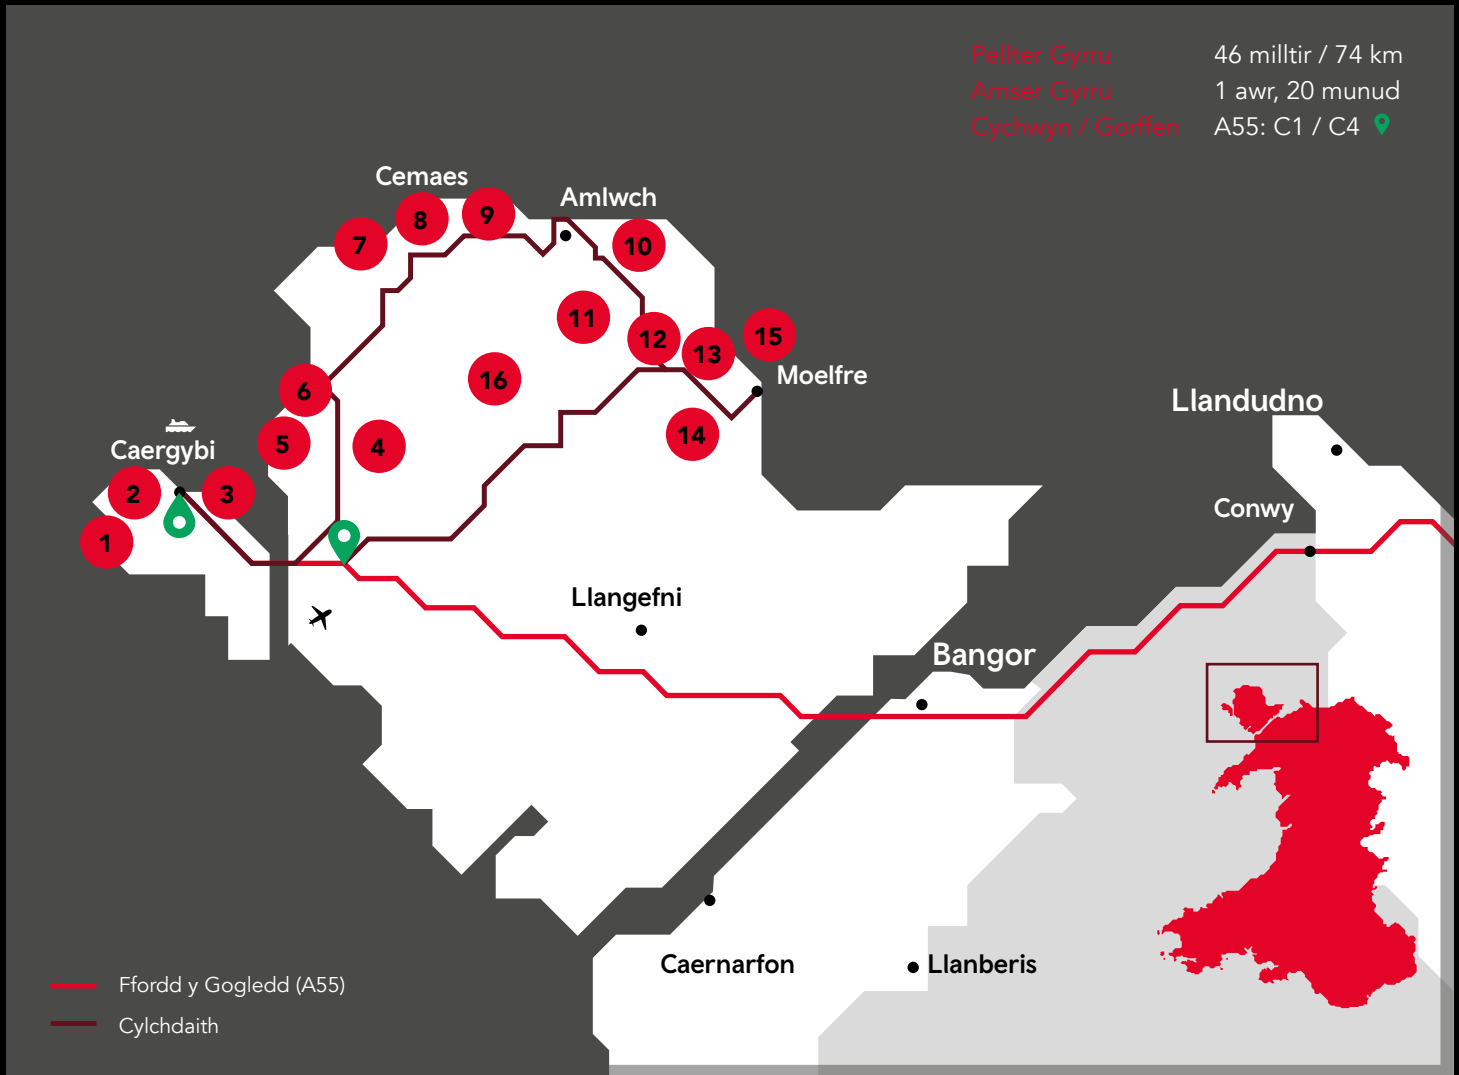 Pellter Gyrru 46 milltir / 74 km
Amser Gyrru 1 awr, 20 munud
Cychwyn / Gorffen A55: C1 / C4
Cemaes
Amlwch
9
8
7
10
11
12
15
13
Moelfre
16
6
Llandudno
14
5
4
Caergybi
2
3
Conwy
1
Llangefni
Bangor
Caernarfon
Llanberis
Ffordd y Gogledd (A55)
Cylchdaith